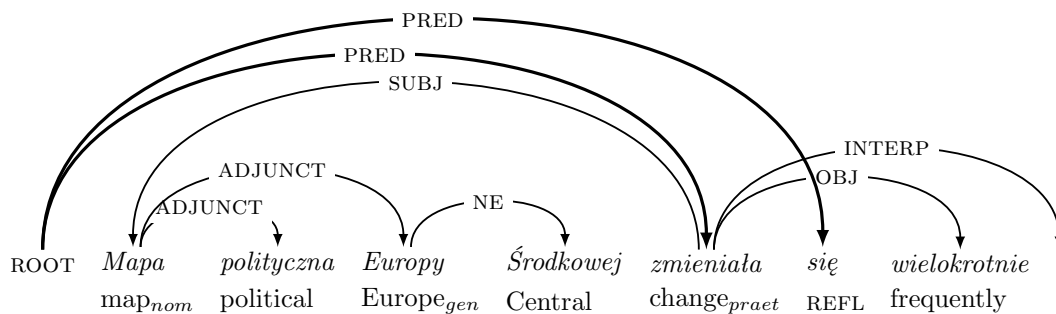 PRED
PRED
SUBJ
INTERP
ADJUNCT
OBJ
NE
ADJUNCT
ROOT Mapa polityczna Europy Środkowej zmieniała się wielokrotnie
map_nom political Europe_gen Central change_praet REFL frequently